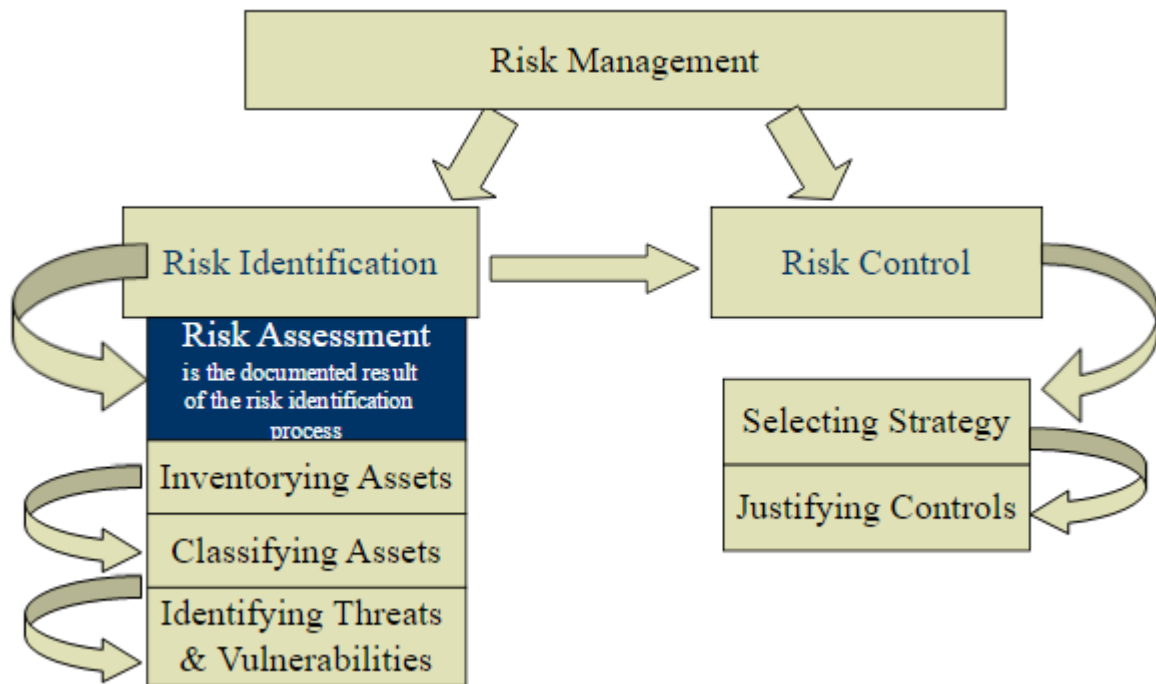 Risk Management
Risk Identification
Risk Control
Risk Assessment
is the documented result
of the risk identification
process
Inventorying Assets
Classifying Assets
Identifying Threats
& Vulnerabilities
Selecting Strategy
Justifying Controls